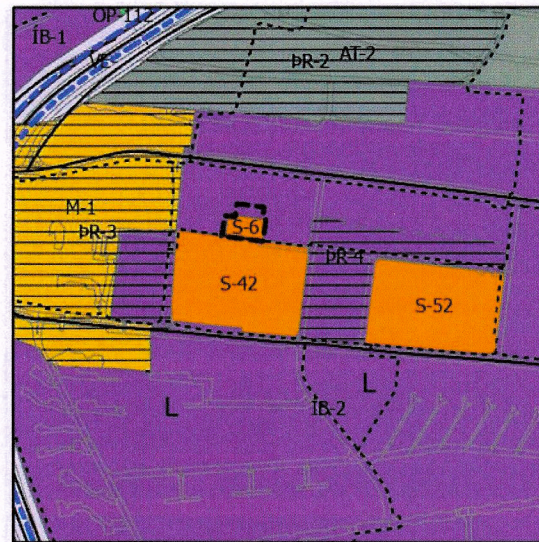 OP-112
ÍB-1
VE
ÞR-2
AT-2
M-1
ÞR-3
S-6
ÞR-4
S-42
S-52
L
L
ÍB-2